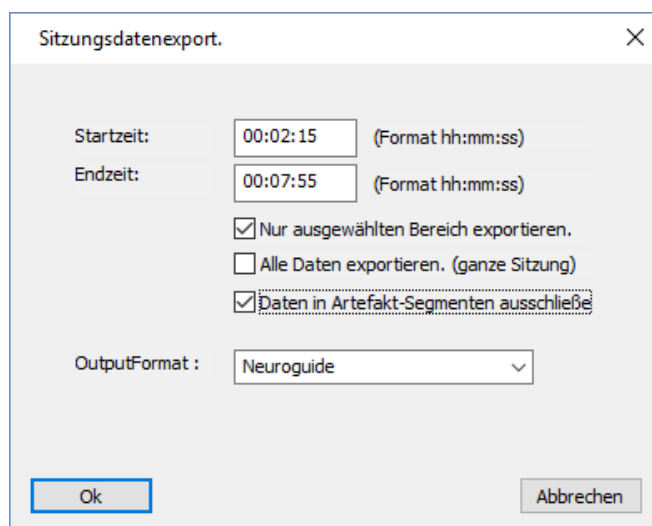 Sitzungsdatenexport.
Startzeit: 00:02:15 (Format hh:mm:ss)
Endzeit: 00:07:55 (Format hh:mm:ss)
Nur ausgewählten Bereich exportieren.
Alle Daten exportieren. (ganze Sitzung)
Daten in Artefakt-Segmenten ausschließe
OutputFormat : Neuroguide
Ok Abbrechen